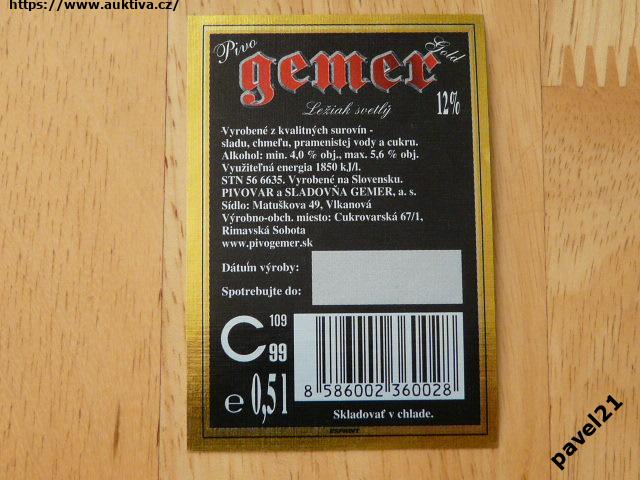 https://www.auktiva.cz/
Pivo
gemer
Gold
Ležiak svetlý
12%
Vyrobené z kvalitných surovín -
sladu, chmeľu, pramenistej vody a cukru.
Alkohol: min. 4,0 % obj., max. 5,6 % obj.
Využiteľná energia 1850 kJ/l.
STN 56 6635. Vyrobené na Slovensku.
PIVOVAR a SLADOVŇA GEMER, a. s.
Sídlo: Matuškova 49, Vlkanová
Výrobno-obch. miesto: Cukrovarská 67/1,
Rimavská Sobota
www.pivogemer.sk
Dátum výroby:
Spotrebujte do:
C 109
99
e 0,5 l
8 586002 360028
Skladovať v chlade.
pavel21